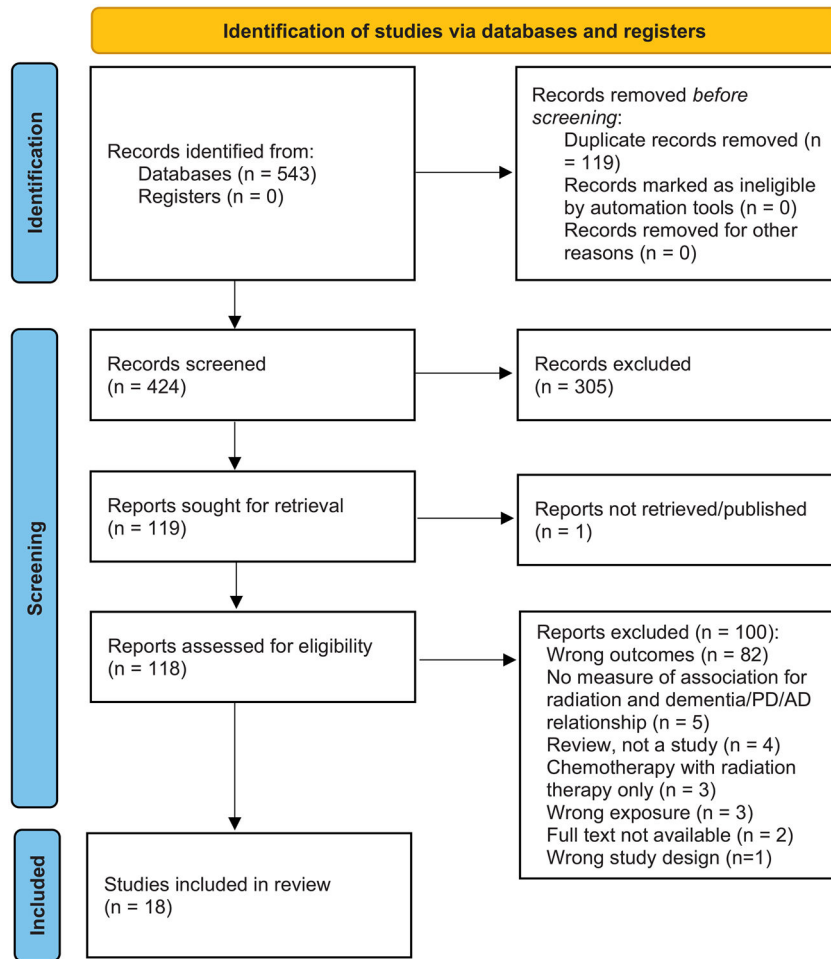 Identification of studies via databases and registers
Identification
Records identified from:
Databases (n = 543)
Registers (n = 0)
Records removed before
screening:
Duplicate records removed (n
= 119)
Records marked as ineligible
by automation tools (n = 0)
Records removed for other
reasons (n = 0)
Screening
Records screened
(n = 424)
Records excluded
(n = 305)
Reports sought for retrieval
(n = 119)
Reports not retrieved/published
(n = 1)
Reports assessed for eligibility
(n = 118)
Reports excluded (n = 100):
Wrong outcomes (n = 82)
No measure of association for
radiation and dementia/PD/AD
relationship (n = 5)
Review, not a study (n = 4)
Chemotherapy with radiation
therapy only (n = 3)
Wrong exposure (n = 3)
Full text not available (n = 2)
Wrong study design (n=1)
Included
Studies included in review
(n = 18)